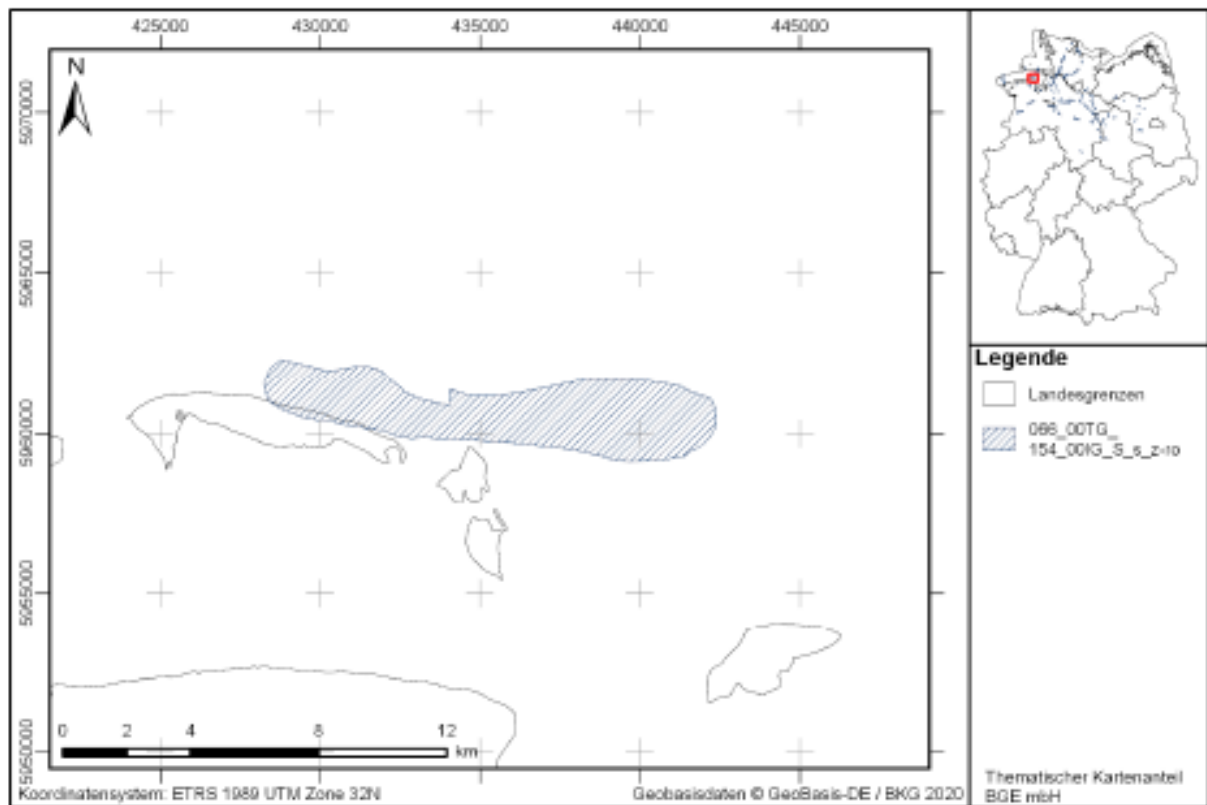 425000 430000 435000 440000 445000
N
5970000
5965000
5960000
5955000
5950000
0 2 4 8 12
km
Koordinatensystem: ETRS 1989 UTM Zone 32N
Geobasisdaten © GeoBasis-DE / BKG 2020
Legende
Landesgrenzen
066_00TG_
154_00IG_S_s_z-ro
Thematischer Kartenanteil
BGE mbH